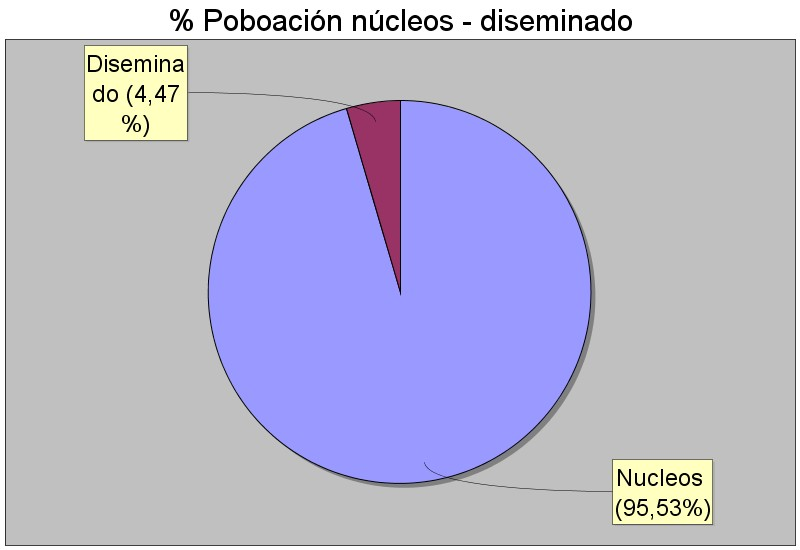 % Poboación núcleos - diseminado
Disemina
do (4,47
%)
Nucleos
(95,53%)